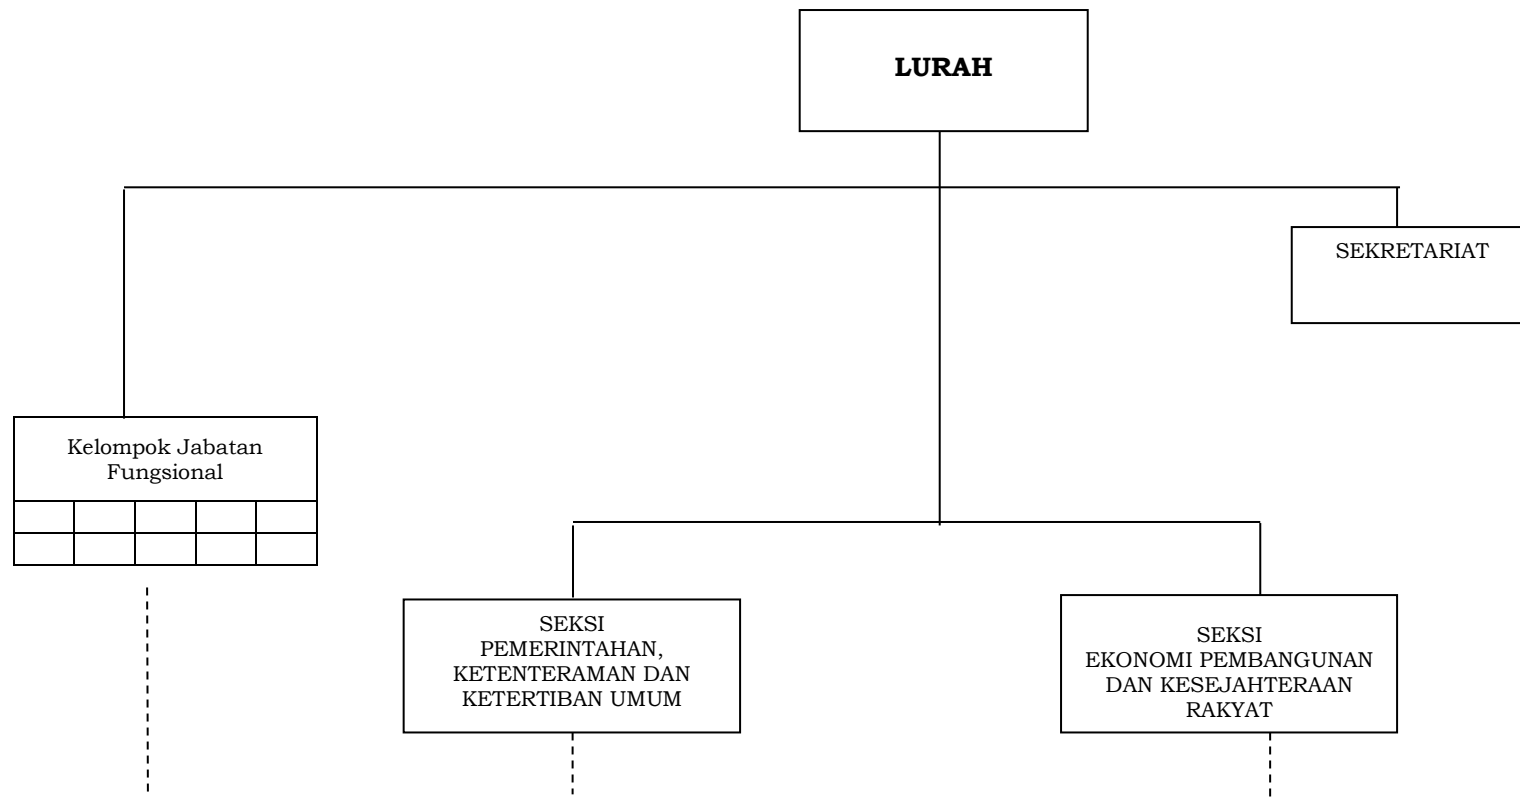 LURAH
SEKRETARIAT
Kelompok Jabatan
Fungsional
SEKSI
PEMERINTAHAN,
KETENTERAMAN DAN
KETERTIBAN UMUM
SEKSI
EKONOMI PEMBANGUNAN
DAN KESEJAHTERAAN
RAKYAT